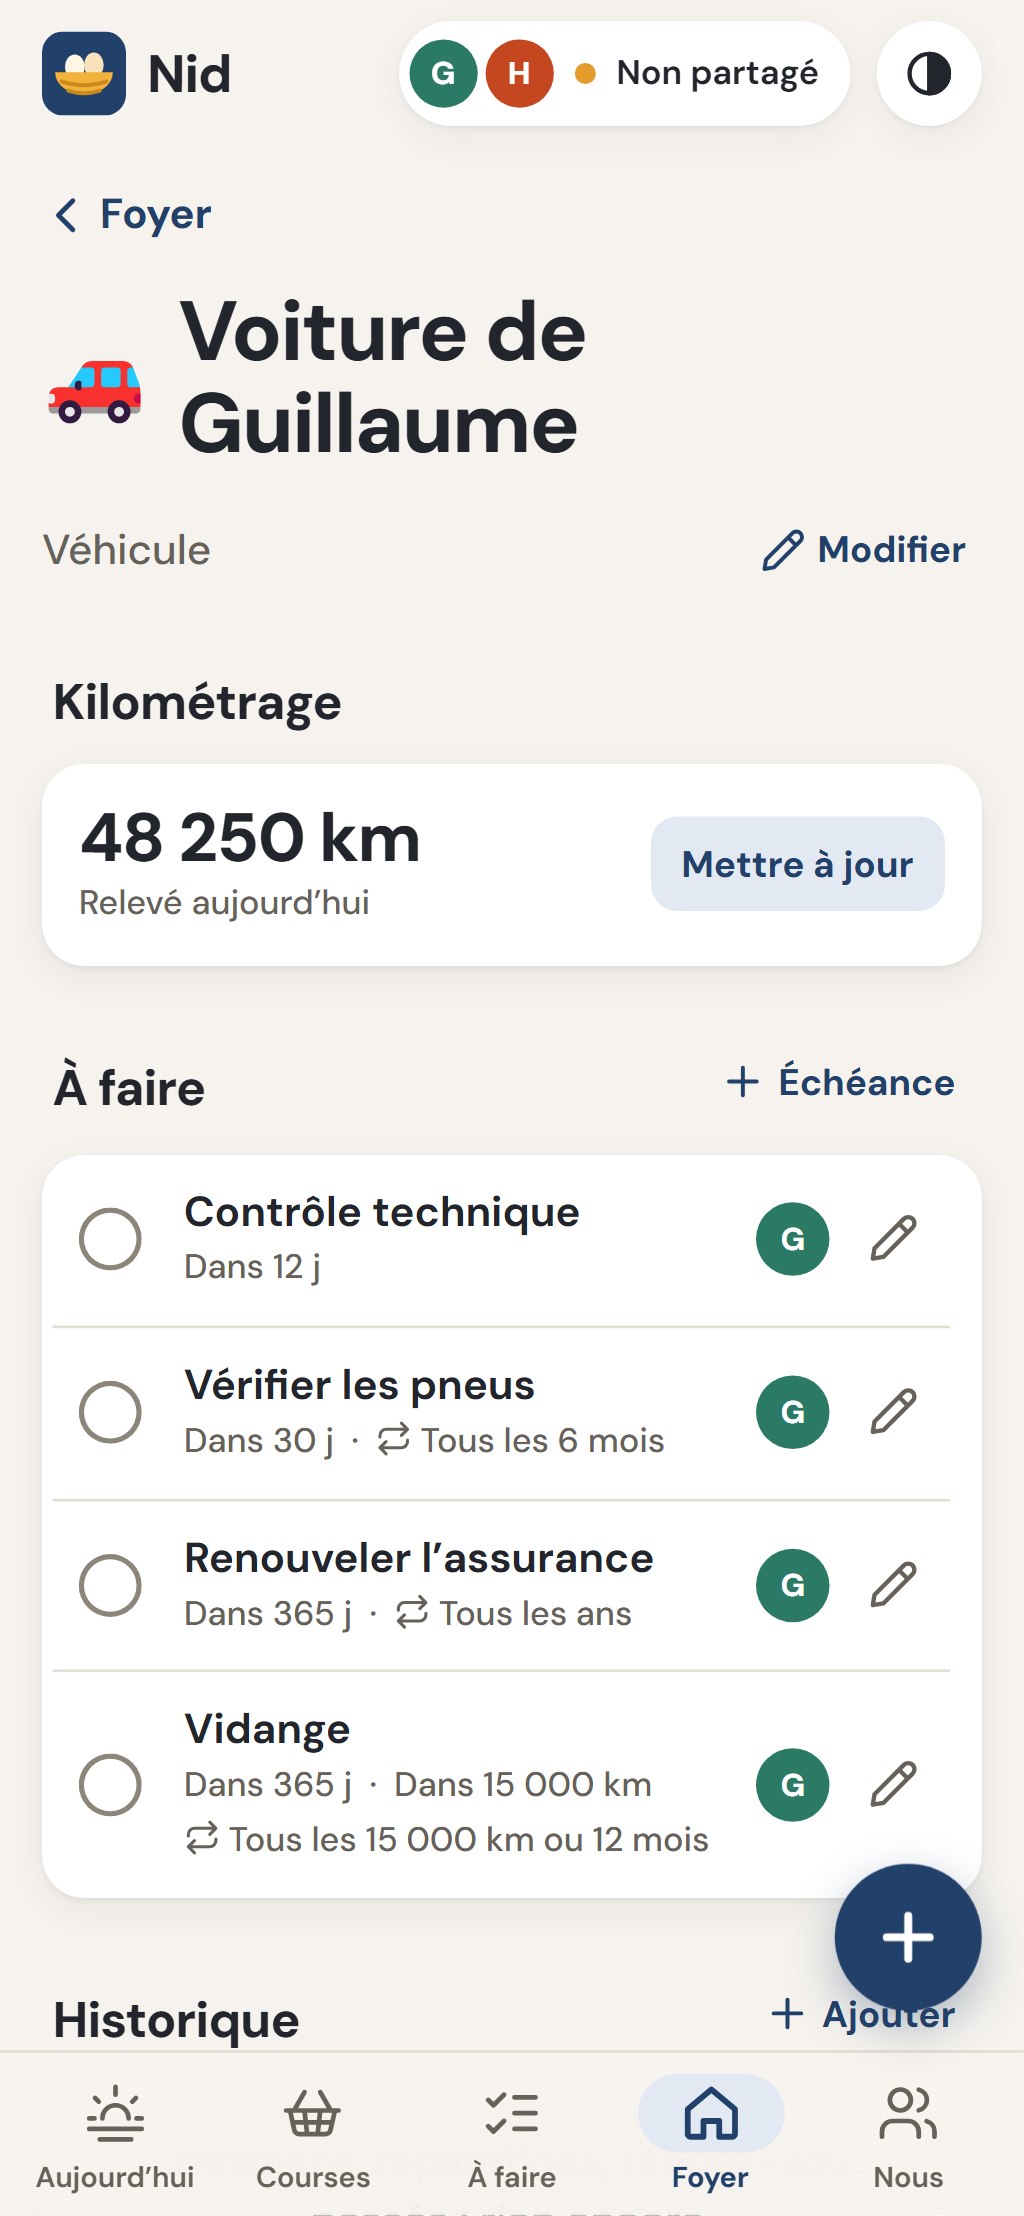 Nid
G H Non partagé
Foyer
Voiture de
Guillaume
Véhicule
Modifier
Kilométrage
48 250 km
Mettre à jour
Relevé aujourd’hui
À faire
Échéance
Contrôle technique
Dans 12 j
G
Vérifier les pneus
Dans 30 j · Tous les 6 mois
G
Renouveler l’assurance
Dans 365 j · Tous les ans
G
Vidange
Dans 365 j · Dans 15 000 km
Tous les 15 000 km ou 12 mois
G
Historique
Ajouter
Aujourd’hui
Courses
À faire
Foyer
Nous